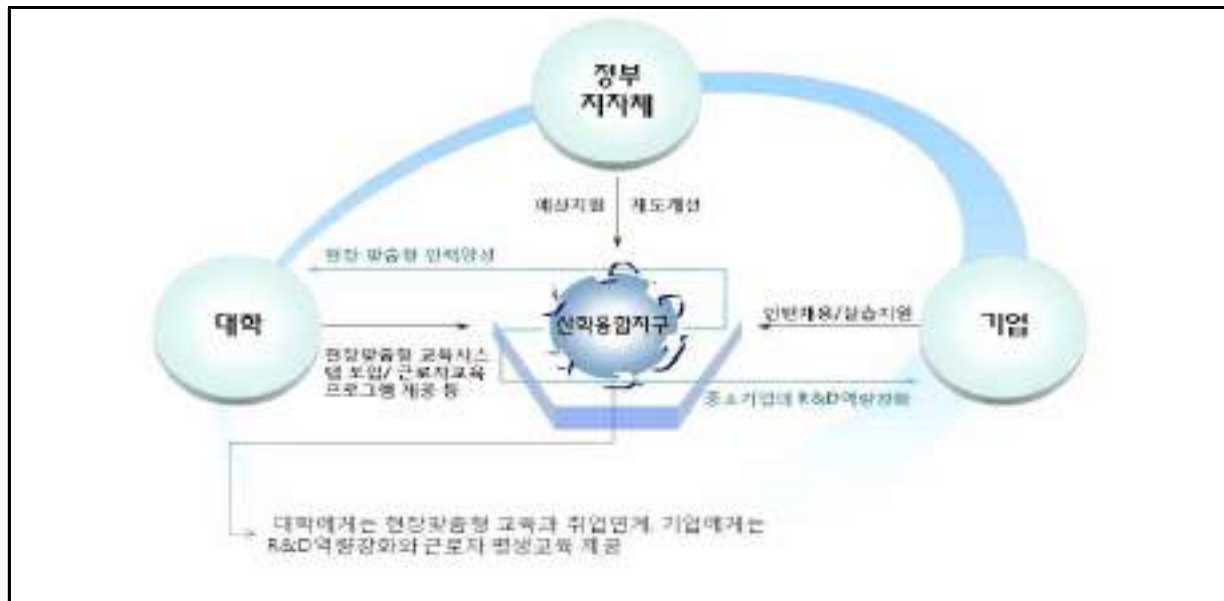 정부
지자체
예산지원
제도개선
현장 맞춤형 인력양성
대학
산학융합지구
인턴채용/실습지원
기업
현장맞춤형 교육시스
템 도입/ 근로자교육
프로그램 제공 등
중소기업의 R&D역량강화
대학에게는 현장맞춤형 교육과 취업연계, 기업에게는
R&D역량강화와 근로자 평생교육 제공